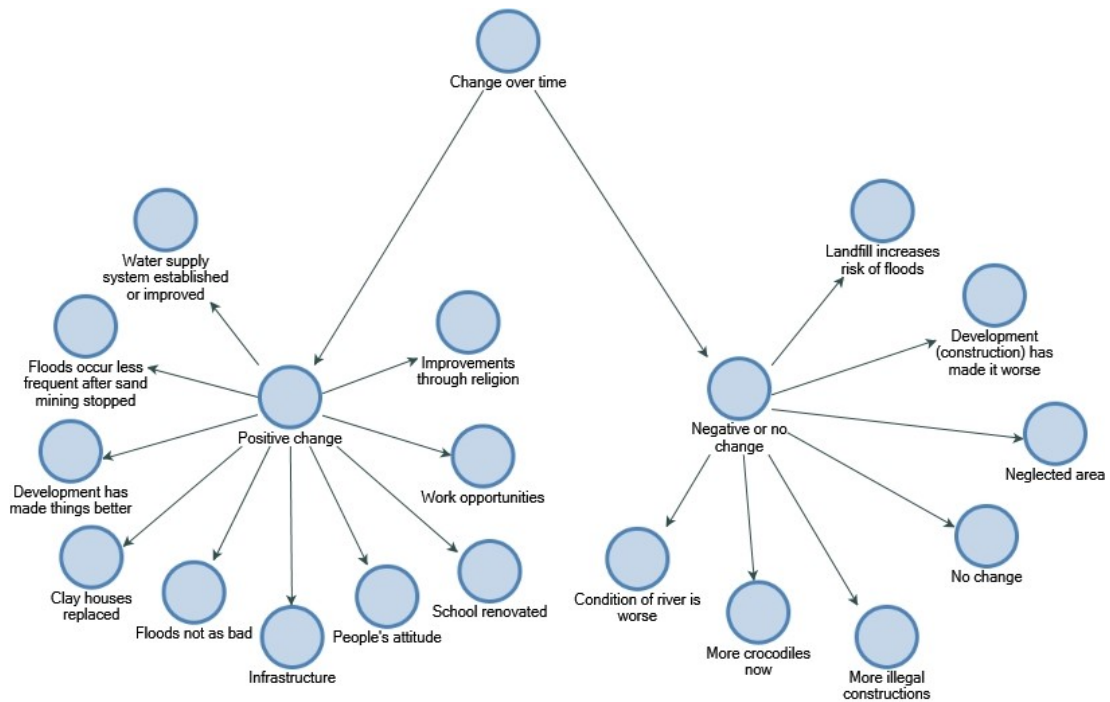 Change over time
Water supply
system established
or improved
Landfill increases
risk of floods
Floods occur less
frequent after sand
mining stopped
Improvements
through religion
Development
(construction) has
made it worse
Positive change
Negative or no
change
Development has
made things better
Work opportunities
Neglected area
Clay houses
replaced
Floods not as bad
Infrastructure
People's attitude
School renovated
Condition of river is
worse
More crocodiles
now
More illegal
constructions
No change